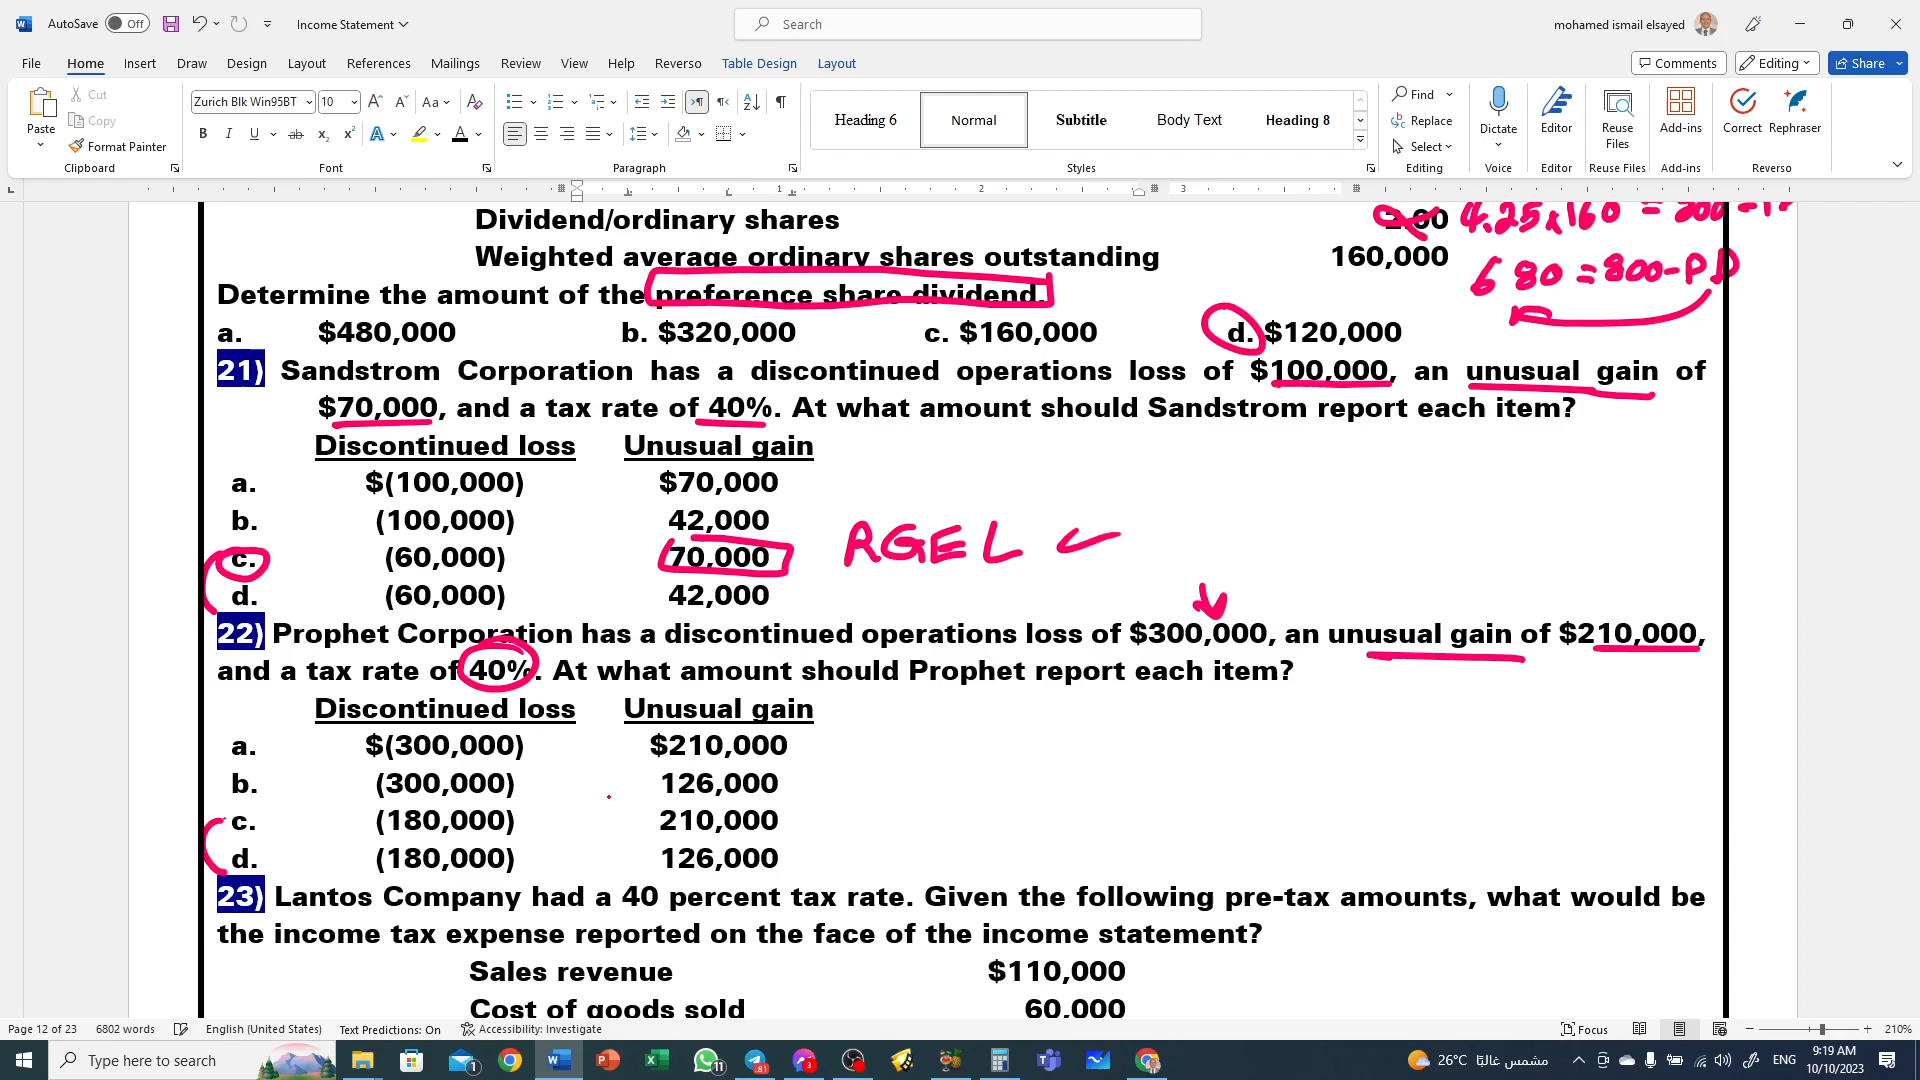 AutoSave Off
Income Statement
Search
mohamed ismail elsayed
File Home Insert Draw Design Layout References Mailings Review View Help Reverso Table Design Layout
Comments Editing Share
Paste
Cut
Copy
Format Painter
Clipboard
Zurich Blk Win95BT 10
Font
Paragraph
Heading 6 Normal Subtitle Body Text Heading 8
Styles
Find
Replace
Select
Editing
Dictate
Voice
Editor
Editor
Reuse Files
Reuse Files
Add-ins
Add-ins
Correct Rephraser
Reverso
1 2 3
Dividend/ordinary shares 2.00
Weighted average ordinary shares outstanding 160,000
680 = 800 - PD
Determine the amount of the preference share dividend.
a. $480,000 b. $320,000 c. $160,000 d. $120,000
21) Sandstrom Corporation has a discontinued operations loss of $100,000, an unusual gain of
$70,000, and a tax rate of 40%. At what amount should Sandstrom report each item?
Discontinued loss Unusual gain
a. $(100,000) $70,000
b. (100,000) 42,000
c. (60,000) 70,000
RGEL
d. (60,000) 42,000
22) Prophet Corporation has a discontinued operations loss of $300,000, an unusual gain of $210,000,
and a tax rate of 40%. At what amount should Prophet report each item?
Discontinued loss Unusual gain
a. $(300,000) $210,000
b. (300,000) 126,000
c. (180,000) 210,000
d. (180,000) 126,000
23) Lantos Company had a 40 percent tax rate. Given the following pre-tax amounts, what would be
the income tax expense reported on the face of the income statement?
Sales revenue $110,000
Cost of goods sold 60,000
Page 12 of 23 6802 words English (United States) Text Predictions: On Accessibility: Investigate Focus 210%
Type here to search
26°C مشمس غالبًا ENG
9:19 AM
10/10/2023